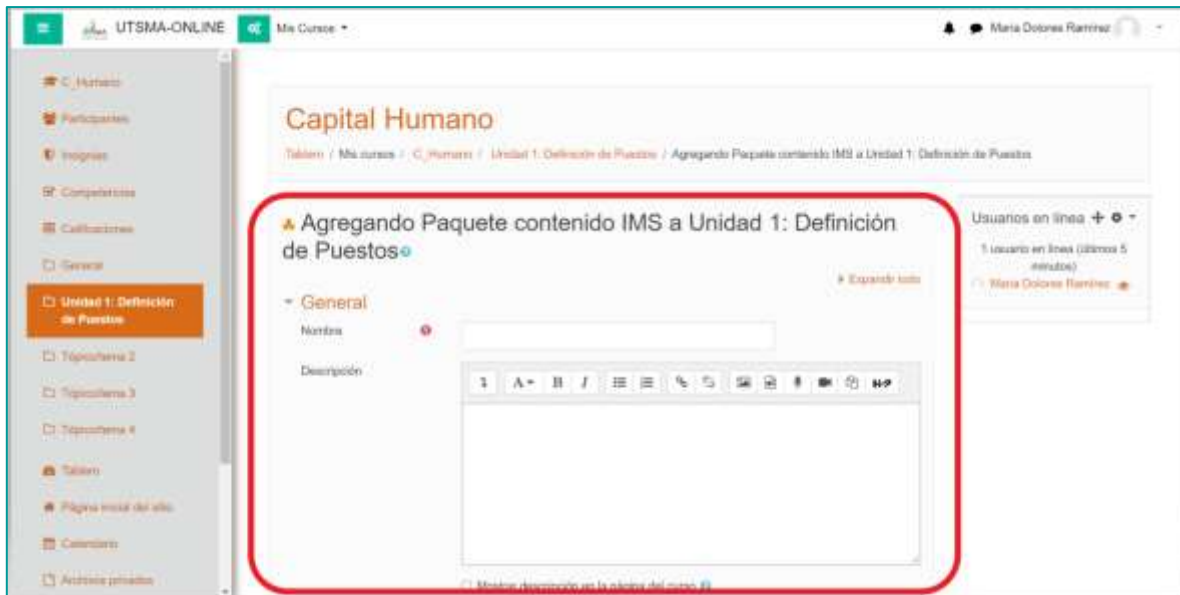 UTSMA-ONLINE
Mis Cursos
Maria Dolores Ramirez
C_Humano
Participantes
Insignias
Competencias
Calificaciones
General
Unidad 1: Definición
de Puestos
Tópico/tema 2
Tópico/tema 3
Tópico/tema 4
Tablero
Página inicial del sitio
Calendario
Archivos privados
Capital Humano
Tablero / Mis cursos / C_Humano / Unidad 1: Definición de Puestos / Agregando Paquete contenido IMS a Unidad 1: Definición de Puestos
Agregando Paquete contenido IMS a Unidad 1: Definición
de Puestos
Expandir todo
General
Nombre
Descripción
A B I
H-P
Mostrar descripción en la página del curso
Usuarios en línea
1 usuario en línea (últimos 5
minutos)
Maria Dolores Ramirez